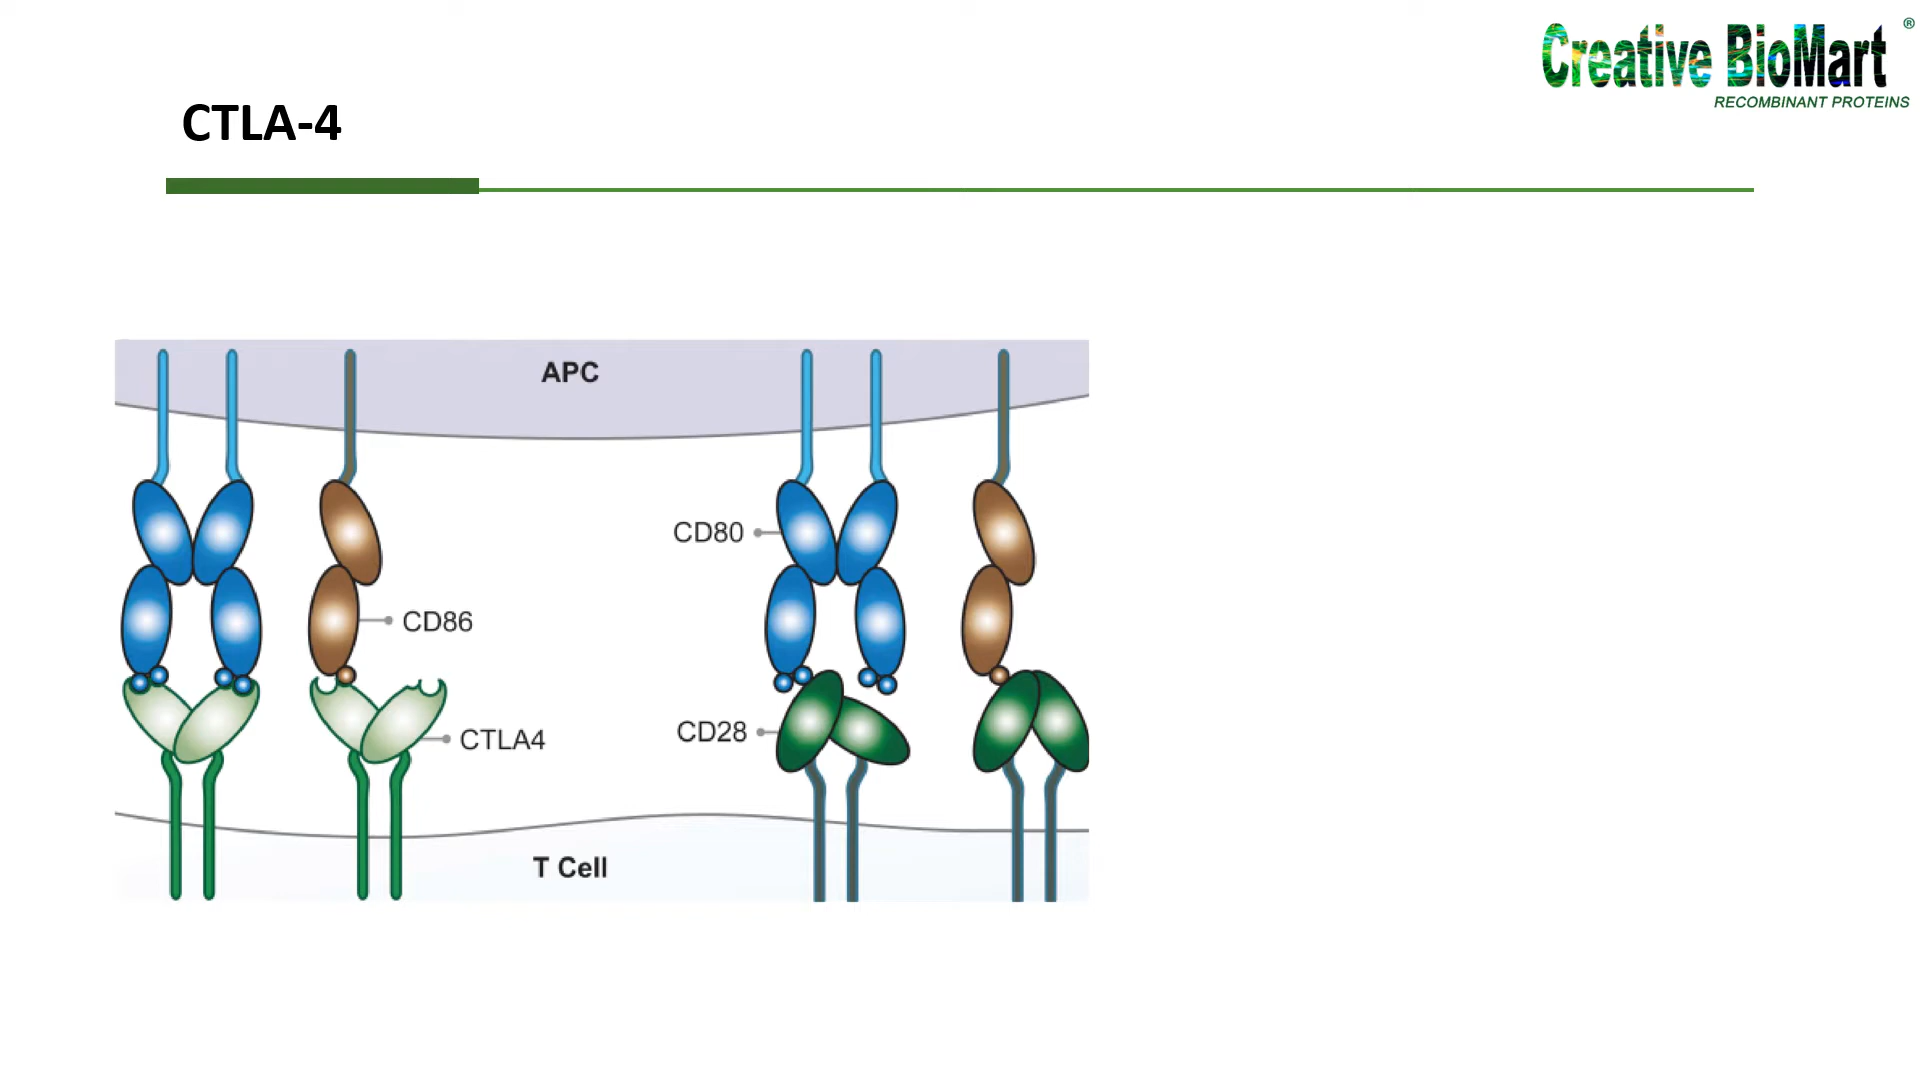 Creative BioMart ®
RECOMBINANT PROTEINS
CTLA-4
APC
CD80
CD86
CD28
CTLA4
T Cell